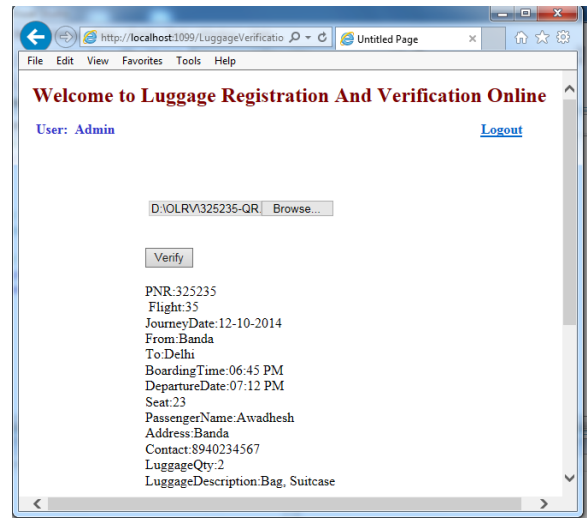 http://localhost:1099/LuggageVerificatio
Untitled Page
File Edit View Favorites Tools Help
Welcome to Luggage Registration And Verification Online
User: Admin
Logout
D:\OLRV\325235-QR. Browse...
Verify
PNR:325235
Flight:35
JourneyDate:12-10-2014
From:Banda
To:Delhi
BoardingTime:06:45 PM
DepartureDate:07:12 PM
Seat:23
PassengerName:Awadhesh
Address:Banda
Contact:8940234567
LuggageQty:2
LuggageDescription:Bag, Suitcase